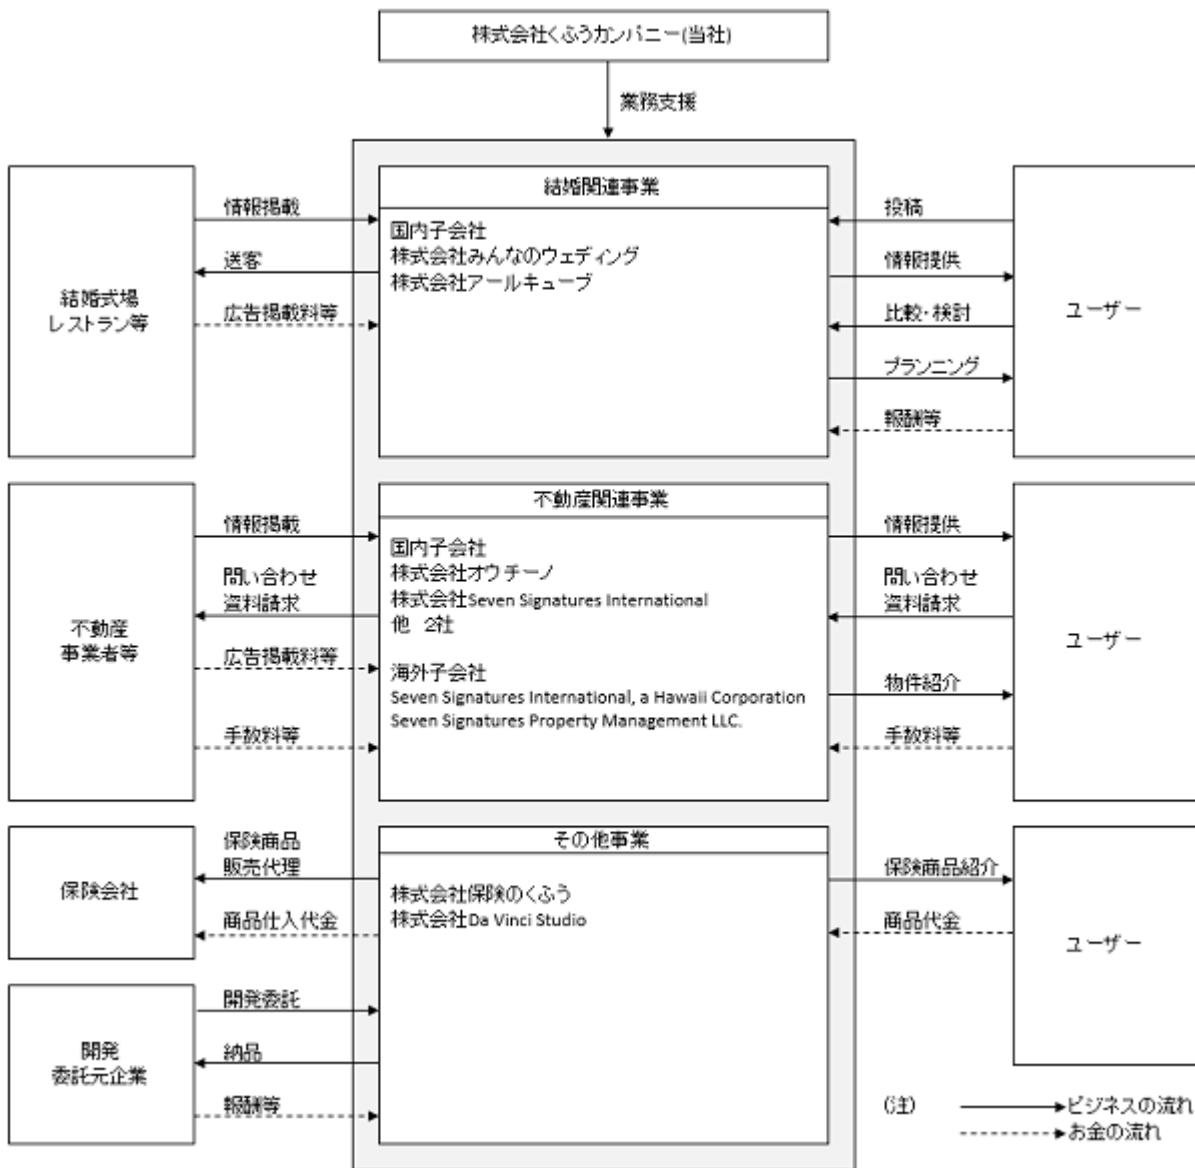 株式会社くふうカンパニー(当社)
業務支援
結婚式場
レストラン等
情報掲載
送客
広告掲載料等
結婚関連事業
国内子会社
株式会社みんなのウェディング
株式会社アールキューブ
投稿
情報提供
比較・検討
プランニング
報酬等
ユーザー
不動産
事業者等
情報掲載
問い合わせ
資料請求
広告掲載料等
手数料等
不動産関連事業
国内子会社
株式会社オウチーノ
株式会社Seven Signatures International
他 2社
海外子会社
Seven Signatures International, a Hawaii Corporation
Seven Signatures Property Management LLC.
情報提供
問い合わせ
資料請求
物件紹介
手数料等
ユーザー
保険会社
保険商品
販売代理
商品仕入代金
開発
委託元企業
開発委託
納品
報酬等
その他事業
株式会社保険のくふう
株式会社Da Vinci Studio
保険商品紹介
商品代金
ユーザー
(注)
ビジネスの流れ
お金の流れ